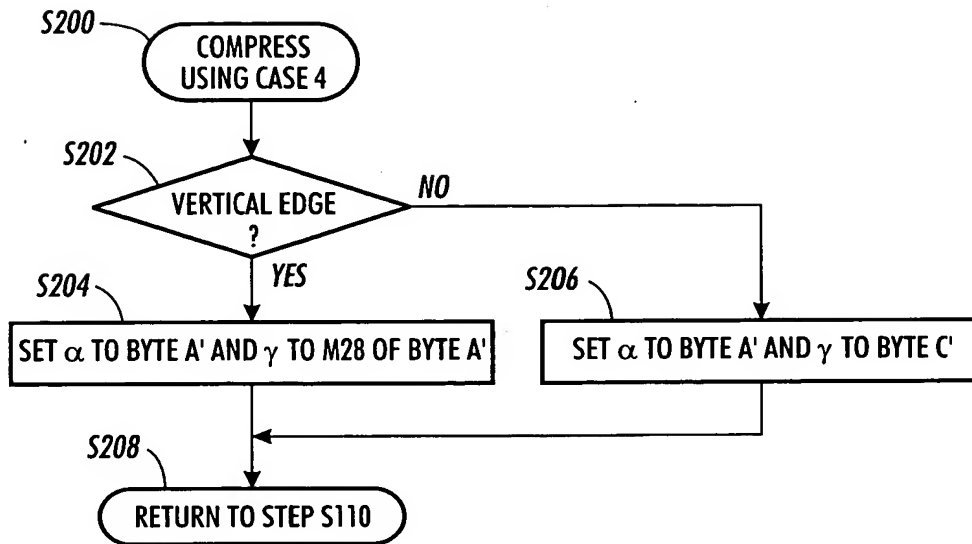 S200
COMPRESS
USING CASE 4
S202
VERTICAL EDGE
?
NO
YES
S204
SET α TO BYTE A' AND γ TO M28 OF BYTE A'
S206
SET α TO BYTE A' AND γ TO BYTE C'
S208
RETURN TO STEP S110